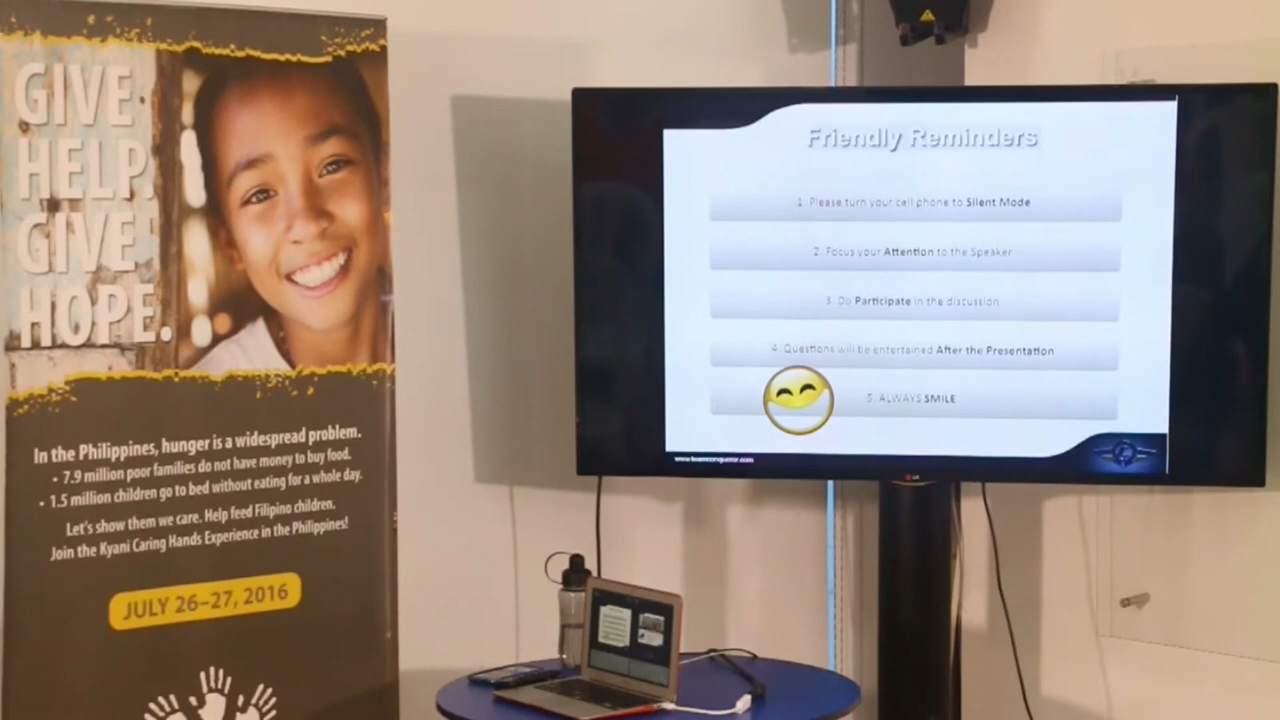 GIVE
HELP.
GIVE
HOPE.
In the Philippines, hunger is a widespread problem.
• 7.9 million poor families do not have money to buy food.
• 1.5 million children go to bed without eating for a whole day.
Let's show them we care. Help feed Filipino children.
Join the Kyani Caring Hands Experience in the Philippines!
JULY 26–27, 2016
Friendly Reminders
1. Please turn your cell phone to Silent Mode
2. Focus your Attention to the Speaker
3. Do Participate in the discussion
4. Questions will be entertained After the Presentation
5. ALWAYS SMILE
www.teamconqueror.com
LG